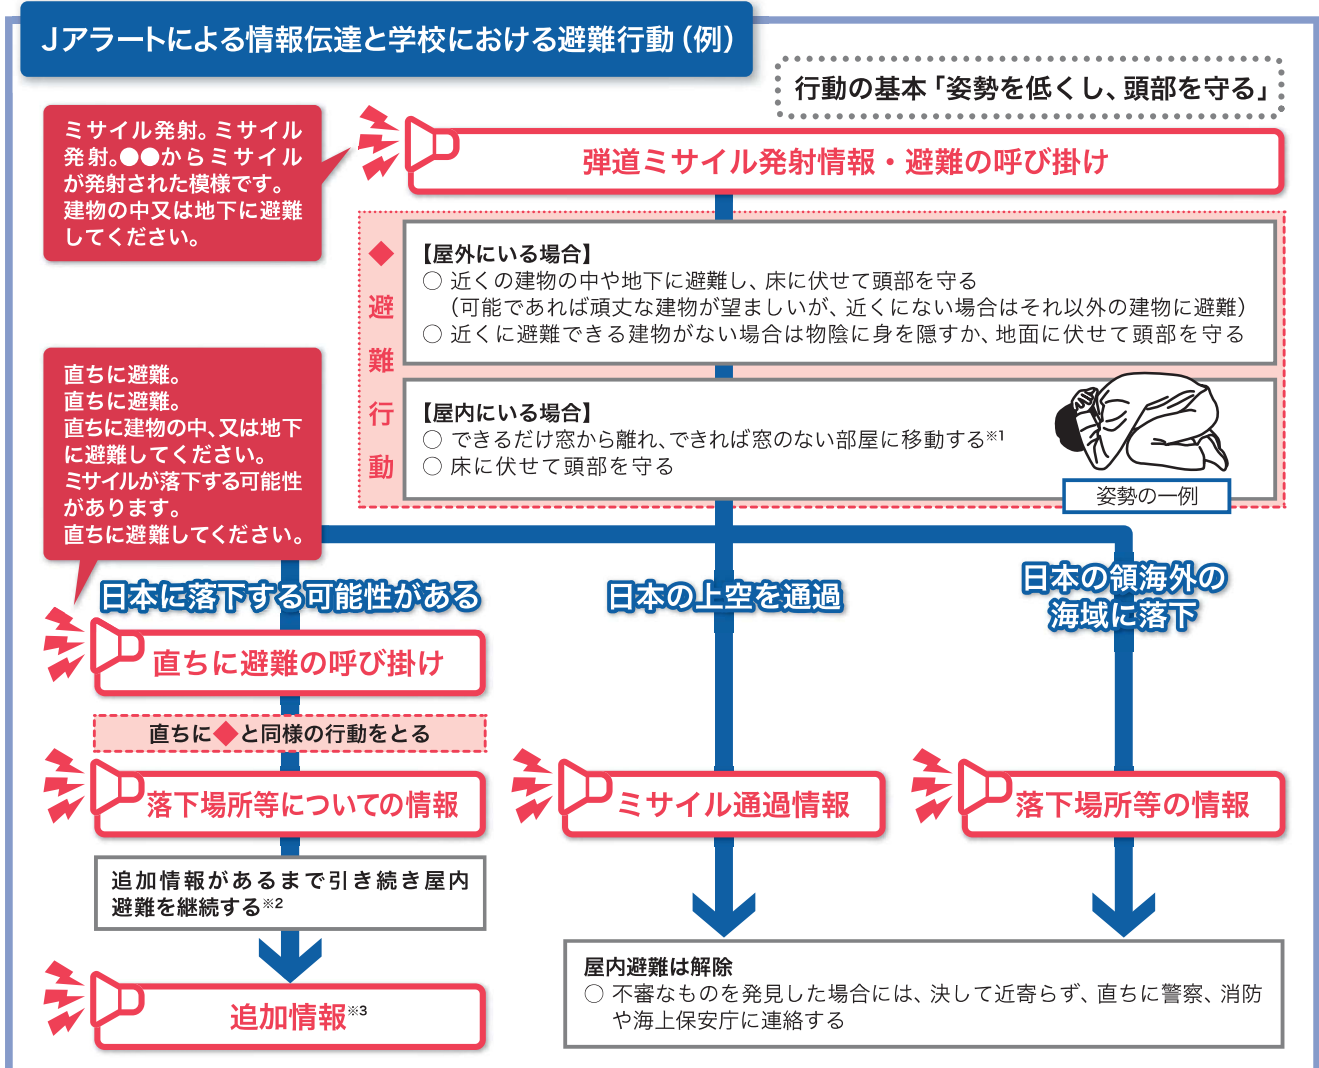 Jアラートによる情報伝達と学校における避難行動（例）
行動の基本「姿勢を低くし、頭部を守る」
ミサイル発射。ミサイル
発射。●●からミサイル
が発射された模様です。
建物の中又は地下に避難
してください。
弾道ミサイル発射情報・避難の呼び掛け
◆避難行動
【屋外にいる場合】
○ 近くの建物の中や地下に避難し、床に伏せて頭部を守る
（可能であれば頑丈な建物が望ましいが、近くにない場合はそれ以外の建物に避難）
○ 近くに避難できる建物がない場合は物陰に身を隠すか、地面に伏せて頭部を守る
【屋内にいる場合】
○ できるだけ窓から離れ、できれば窓のない部屋に移動する※1
○ 床に伏せて頭部を守る
姿勢の一例
直ちに避難。
直ちに避難。
直ちに建物の中、又は地下
に避難してください。
ミサイルが落下する可能性
があります。
直ちに避難してください。
日本に落下する可能性がある
直ちに避難の呼び掛け
直ちに◆と同様の行動をとる
落下場所等についての情報
追加情報があるまで引き続き屋内
避難を継続する※2
追加情報※3
日本の上空を通過
ミサイル通過情報
日本の領海外の
海域に落下
落下場所等の情報
屋内避難は解除
○ 不審なものを発見した場合には、決して近寄らず、直ちに警察、消防
や海上保安庁に連絡する